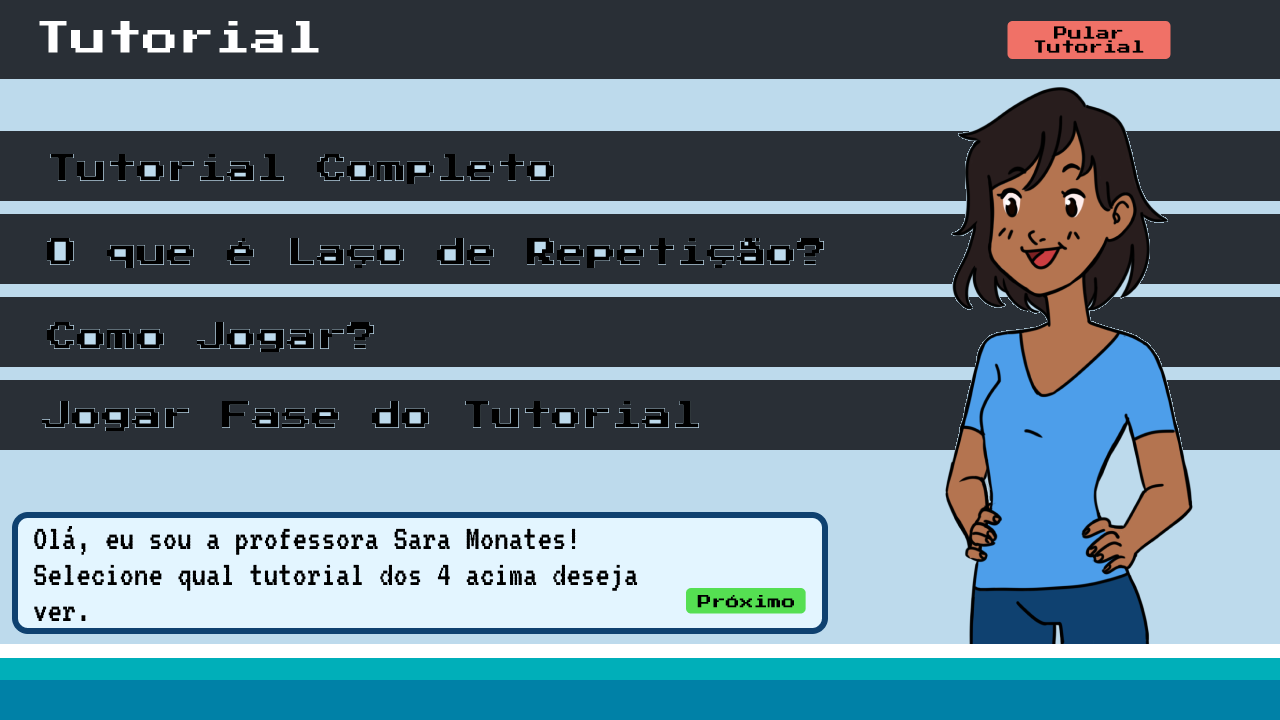 Tutorial
Pular
Tutorial
Tutorial Completo
O que é Laço de Repetição?
Como Jogar?
Jogar Fase do Tutorial
Olá, eu sou a professora Sara Monates!
Selecione qual tutorial dos 4 acima deseja
ver.
Próximo